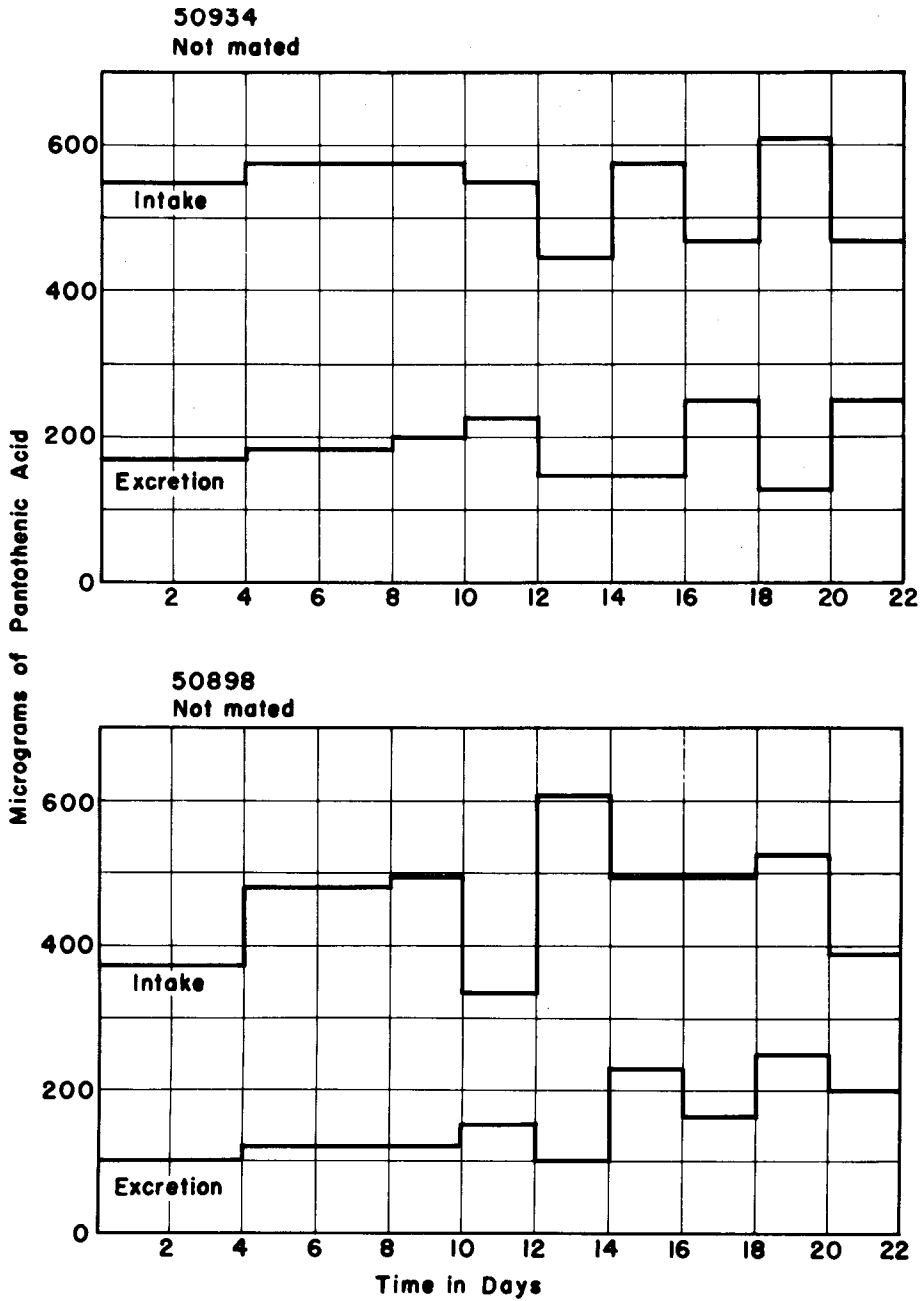 50934
Not mated
600
400
200
0
Intake
Excretion
2 4 6 8 10 12 14 16 18 20 22
Micrograms of Pantothenic Acid
50898
Not mated
600
400
200
0
Intake
Excretion
2 4 6 8 10 12 14 16 18 20 22
Time in Days